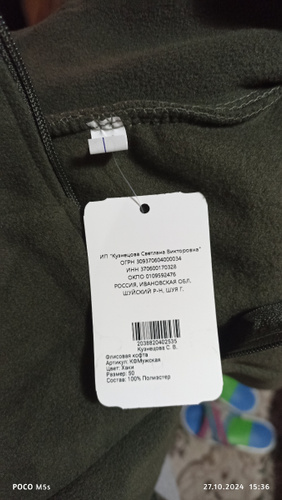 ИП "Кузнецова Светлана Викторовна"
ОГРН 309370604000034
ИНН 370600170328
ОКПО 0109592476
РОССИЯ, ИВАНОВСКАЯ ОБЛ.
ШУЙСКИЙ Р-Н, ШУЯ Г.
2038820402535
Кузнецова С. В.
Флисовая кофта
Артикул: КФМужская
Цвет: Хаки
Размер: 50
Состав: 100% Полиэстер
POCO M5s
27.10.2024 15:36